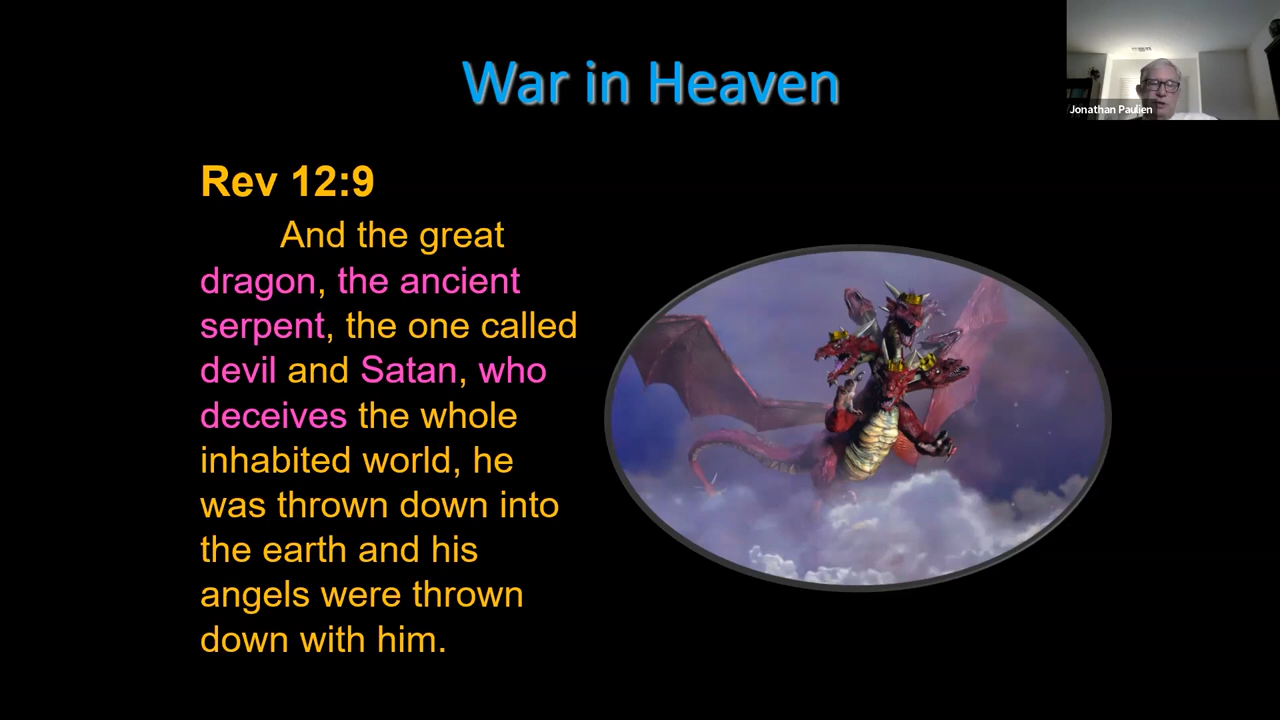 War in Heaven
Jonathan Paulien
Rev 12:9
And the great
dragon, the ancient
serpent, the one called
devil and Satan, who
deceives the whole
inhabited world, he
was thrown down into
the earth and his
angels were thrown
down with him.